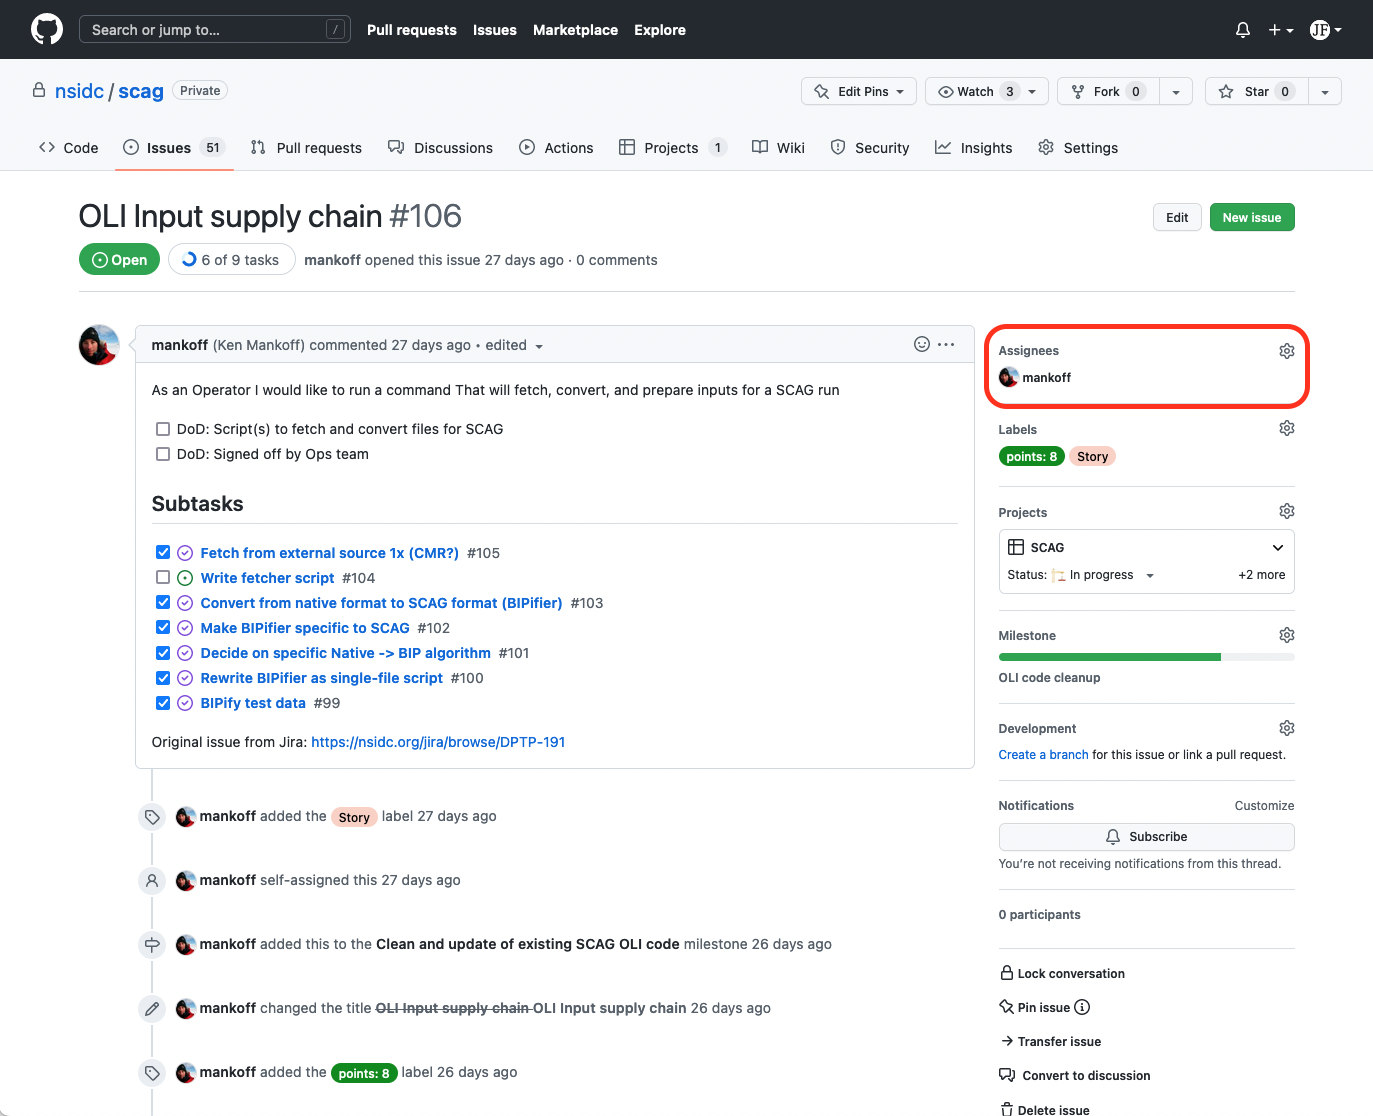 Search or jump to... /
Pull requests Issues Marketplace Explore
JF
nsidc / scag Private
Edit Pins Watch 3 Fork 0 Star 0
Code Issues 51 Pull requests Discussions Actions Projects 1 Wiki Security Insights Settings
OLI Input supply chain #106
Edit New issue
Open 6 of 9 tasks mankoff opened this issue 27 days ago · 0 comments
mankoff (Ken Mankoff) commented 27 days ago • edited
As an Operator I would like to run a command That will fetch, convert, and prepare inputs for a SCAG run
DoD: Script(s) to fetch and convert files for SCAG
DoD: Signed off by Ops team
Subtasks
Fetch from external source 1x (CMR?) #105
Write fetcher script #104
Convert from native format to SCAG format (BIPifier) #103
Make BIPifier specific to SCAG #102
Decide on specific Native -> BIP algorithm #101
Rewrite BIPifier as single-file script #100
BIPify test data #99
Original issue from Jira: https://nsidc.org/jira/browse/DPTP-191
mankoff added the Story label 27 days ago
mankoff self-assigned this 27 days ago
mankoff added this to the Clean and update of existing SCAG OLI code milestone 26 days ago
mankoff changed the title OLI Input supply chain OLI Input supply chain 26 days ago
mankoff added the points: 8 label 26 days ago
Assignees
mankoff
Labels
points: 8 Story
Projects
SCAG
Status: In progress +2 more
Milestone
OLI code cleanup
Development
Create a branch for this issue or link a pull request.
Notifications Customize
Subscribe
You're not receiving notifications from this thread.
0 participants
Lock conversation
Pin issue
Transfer issue
Convert to discussion
Delete issue